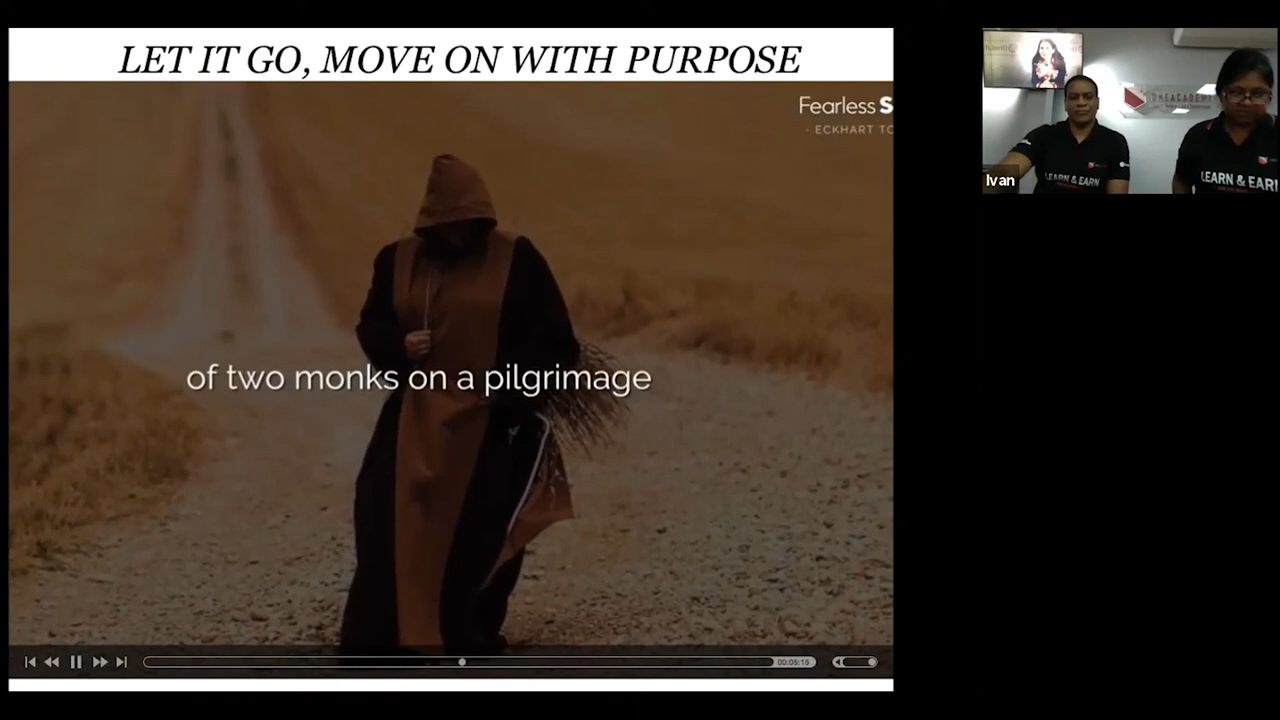 LET IT GO, MOVE ON WITH PURPOSE
Fearless S
- ECKHART TO
of two monks on a pilgrimage
00:05:15
Ivan
LEARN & EARN
LEARN & EARN